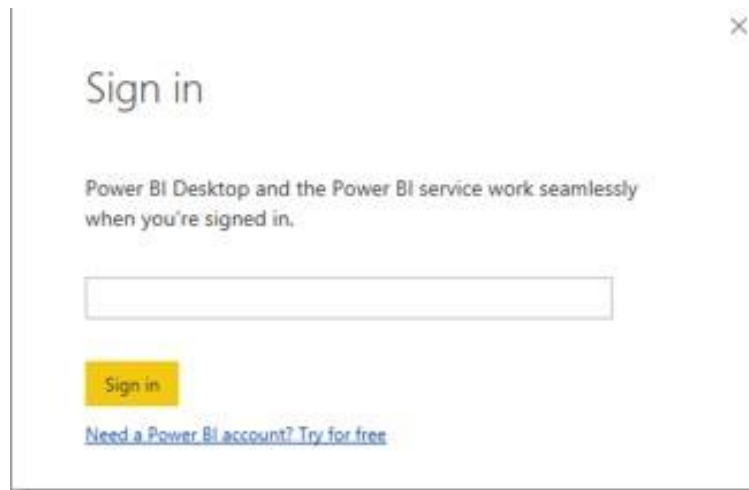 Sign in
Power BI Desktop and the Power BI service work seamlessly
when you're signed in.
Sign in
Need a Power BI account? Try for free